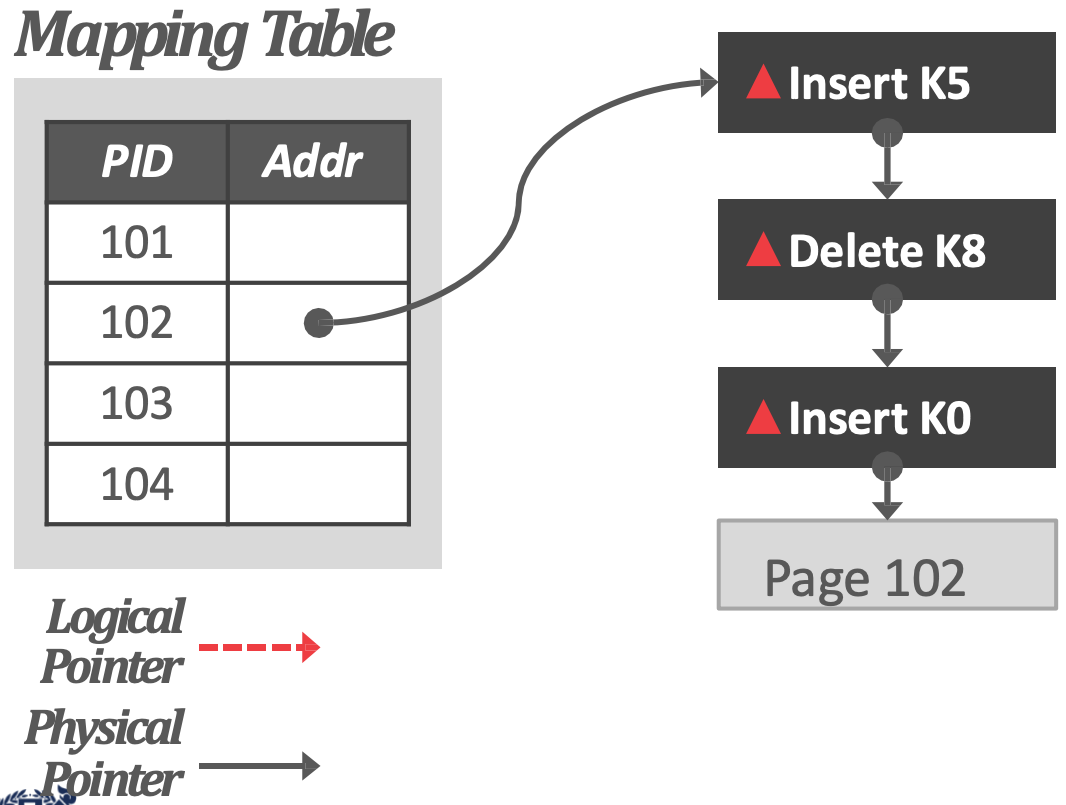 Mapping Table
PID Addr
101
102
103
104
▲Insert K5
▲Delete K8
▲Insert K0
Page 102
Logical
Pointer
Physical
Pointer